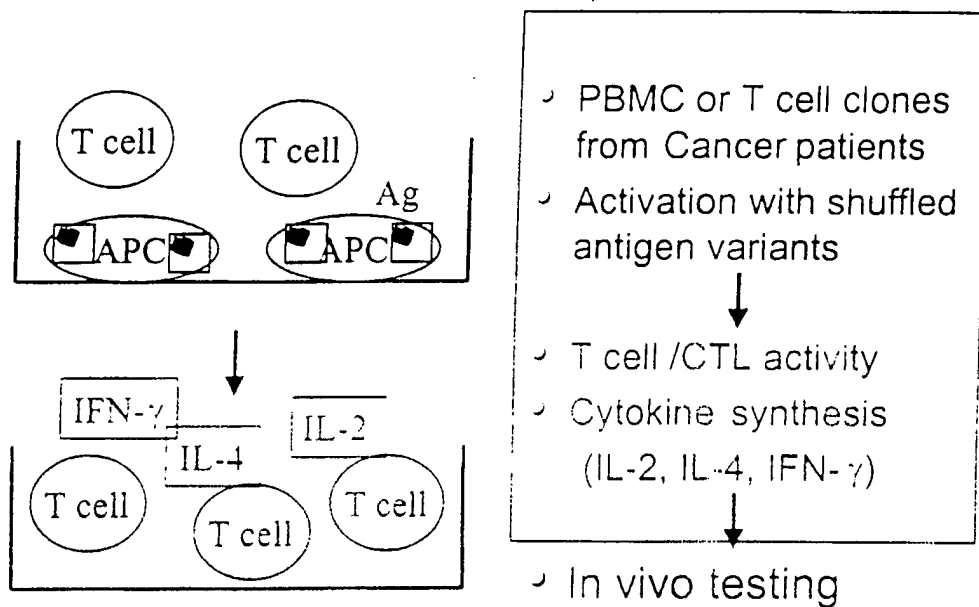 T cell
T cell
Ag
APC
APC
IFN-γ
IL-4
IL-2
T cell
T cell
T cell
PBMC or T cell clones
from Cancer patients
Activation with shuffled
antigen variants
T cell /CTL activity
Cytokine synthesis
(IL-2, IL-4, IFN-γ)
In vivo testing